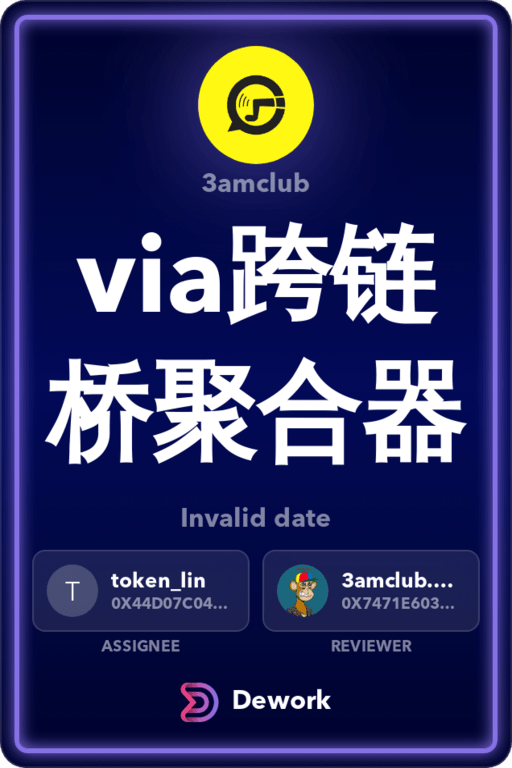 3amclub
via跨链
桥聚合器
Invalid date
T
token_lin
0X44D07C04...
3amclub....
0X7471E603...
ASSIGNEE
REVIEWER
Dework